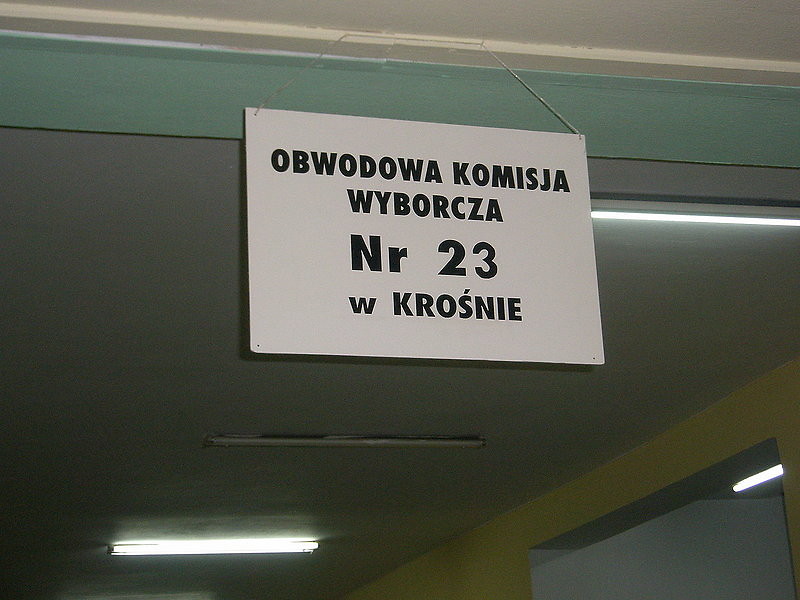 OBWODOWA KOMISJA
WYBORCZA
Nr 23
w KROŚNIE